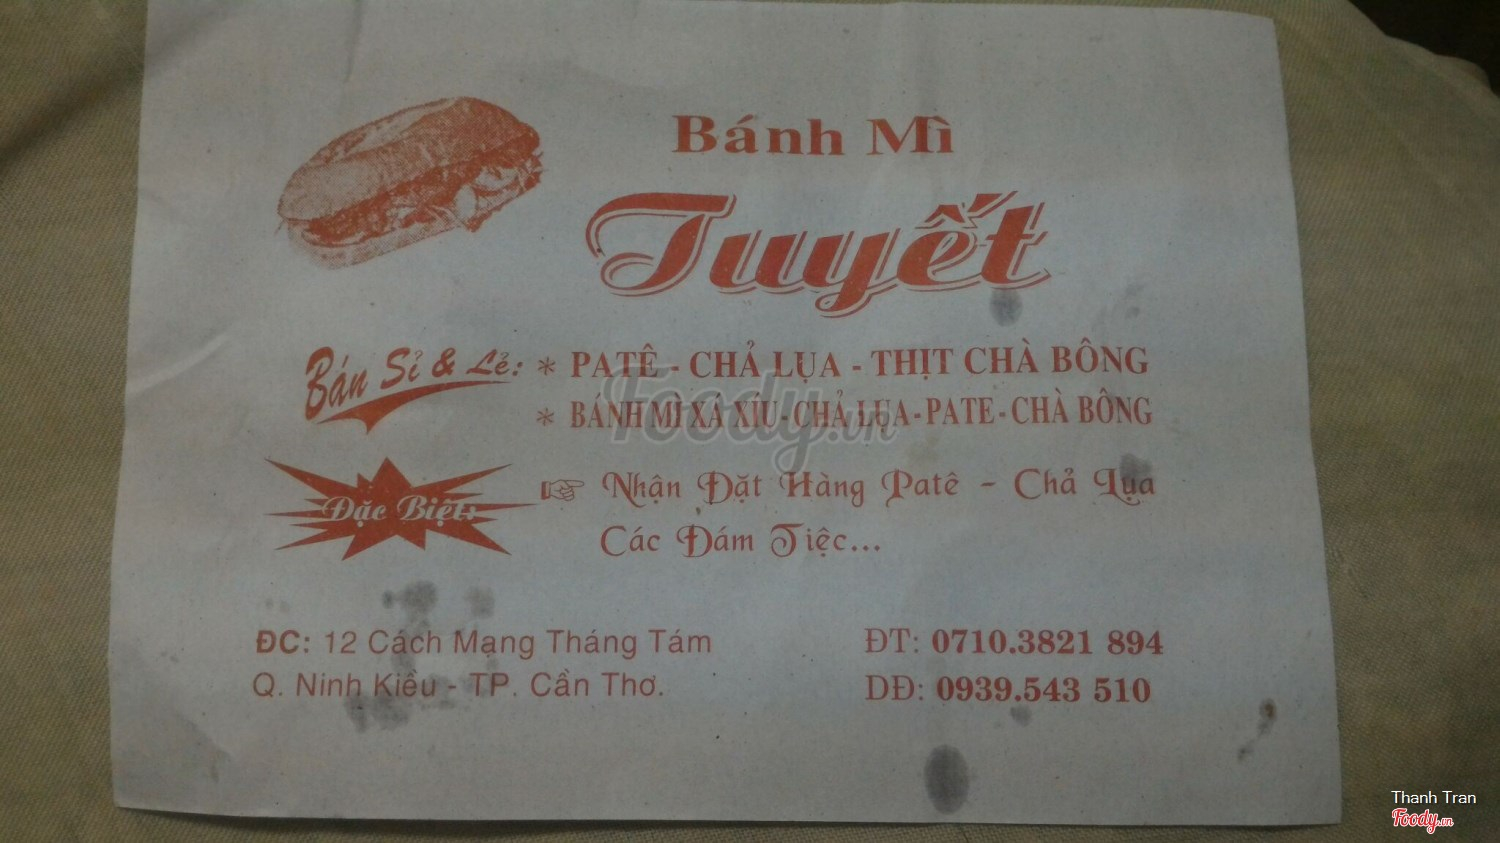 Bánh Mì
Tuyết
Bán Sỉ & Lẻ: * PATÊ - CHẢ LỤA - THỊT CHÀ BÔNG
* BÁNH MÌ XÁ XÍU - CHẢ LỤA - PATE - CHÀ BÔNG
Đặc Biệt: Nhận Đặt Hàng Patê - Chả Lụa
Các Đám Tiệc...
ĐC: 12 Cách Mạng Tháng Tám
Q. Ninh Kiều - TP. Cần Thơ.
ĐT: 0710.3821 894
DĐ: 0939.543 510
Foody.vn
Thanh Tran
Foody.vn